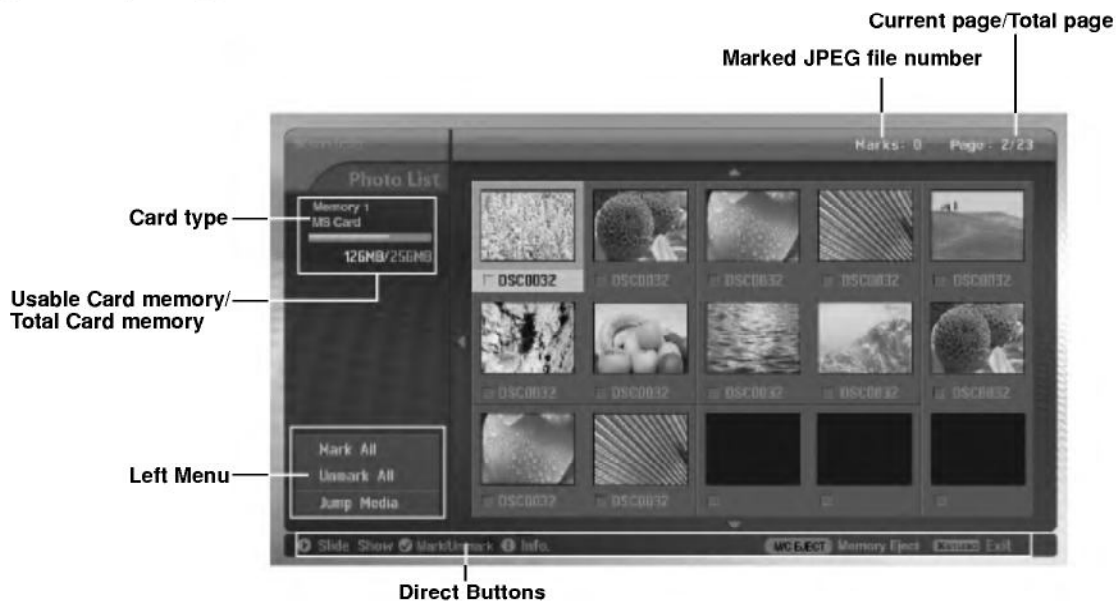 Current page/Total page
Marked JPEG file number
Marks: 0 Page: 2/23
Photo List
Card type
Memory 1
MS Card
126MB/256MB
Usable Card memory/
Total Card memory
DSC0032 DSC0032 DSC0032 DSC0032 DSC0032
DSC0032 DSC0032 DSC0032 DSC0032 DSC0032
DSC0032 DSC0032
Left Menu
Mark All
Unmark All
Jump Media
Slide Show Mark/Unmark Info.
M/C EJECT Memory Eject Exit
Direct Buttons